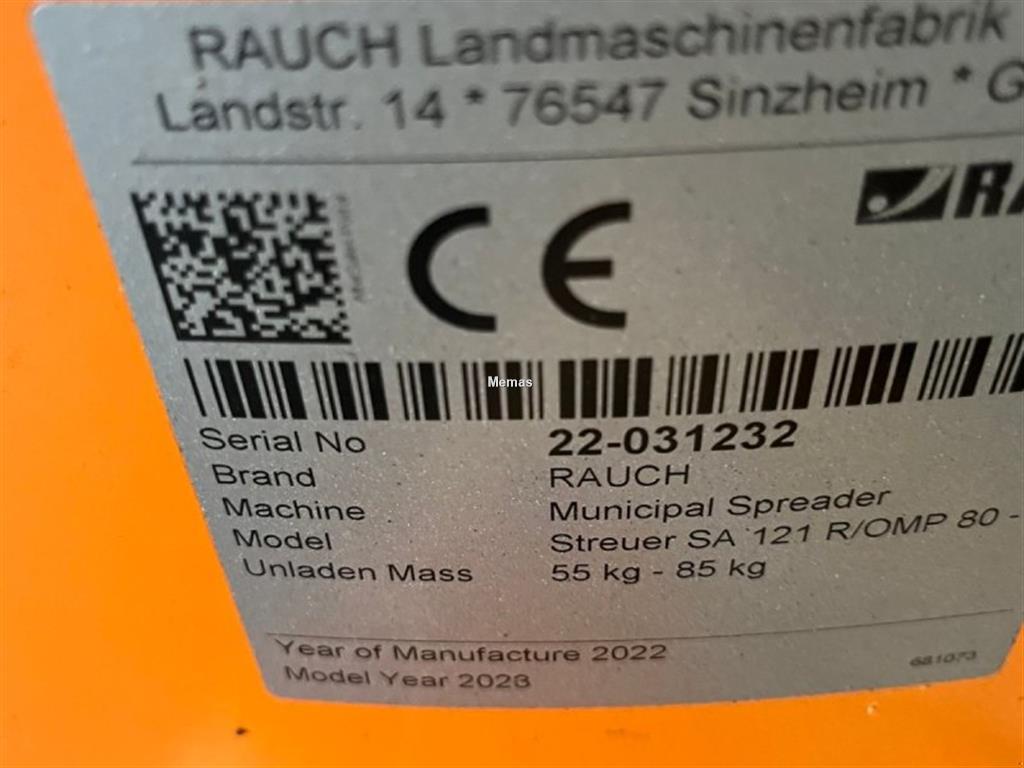 RAUCH Landmaschinenfabrik
Landstr. 14 * 76547 Sinzheim * G
RA
Memas
Serial No 22-031232
Brand RAUCH
Machine Municipal Spreader
Model Streuer SA 121 R/OMP 80 -
Unladen Mass 55 kg - 85 kg
Year of Manufacture 2022
681073
Model Year 2023